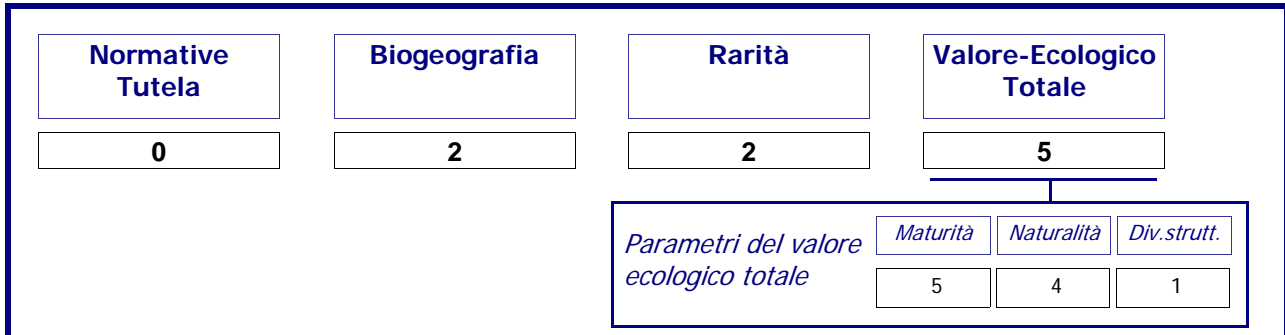 Normative
Tutela
Biogeografia
Rarità
Valore-Ecologico
Totale
0
2
2
5
Parametri del valore
ecologico totale
Maturità
Naturalità
Div.strutt.
5
4
1